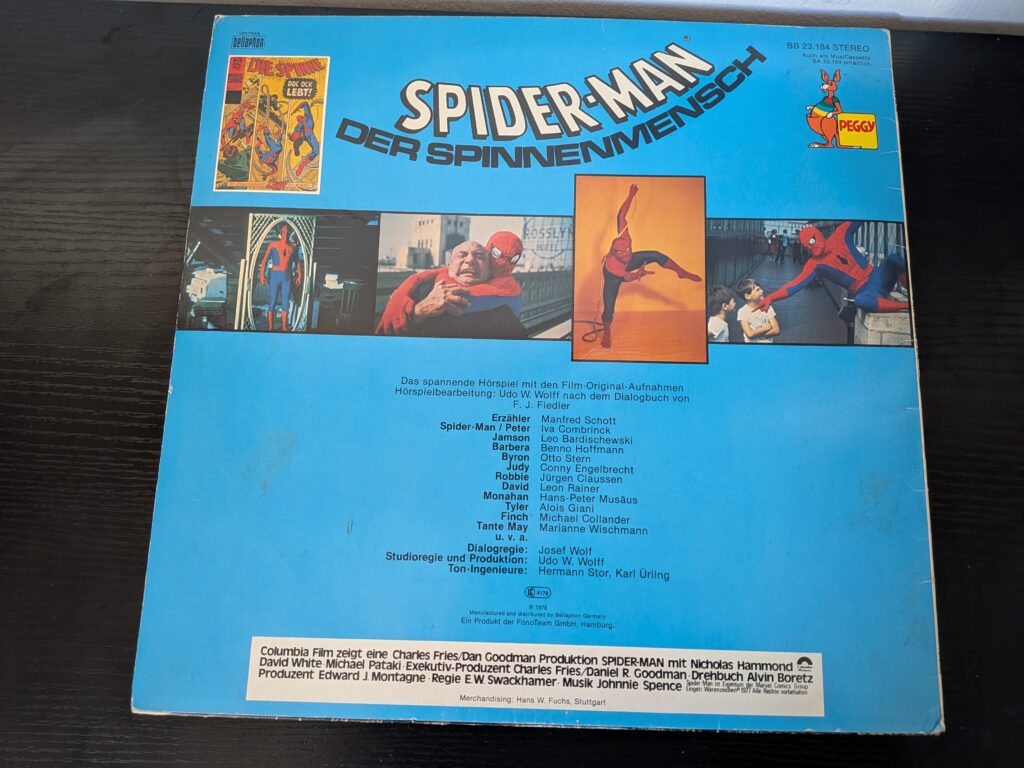 VERTRIEB
bellaphon
DIE SPINNE
DOC OCK
LEBT!
SPIDER-MAN
DER SPINNENMENSCH
BB 23.184 STEREO
Auch als MusiCassette
BA 33.184 erhältlich
PEGGY
ROSSLYN
Das spannende Hörspiel mit den Film-Original-Aufnahmen
Hörspielbearbeitung: Udo W. Wolff nach dem Dialogbuch von
F. J. Fiedler
Erzähler Manfred Schott
Spider-Man / Peter Iva Combrinck
Jamson Leo Bardischewski
Barbera Benno Hoffmann
Byron Otto Stern
Judy Conny Engelbrecht
Robbie Jürgen Claussen
David Leon Rainer
Monahan Hans-Peter Musäus
Tyler Alois Giani
Finch Michael Collander
Tante May Marianne Wischmann
u. v. a.
Dialogregie: Josef Wolf
Studioregie und Produktion: Udo W. Wolff
Ton-Ingenieure: Hermann Stor, Karl Ürling
LC 4179
℗ 1978
Manufactured and distributed by Bellaphon Germany
Ein Produkt der FonoTeam GmbH, Hamburg.
Columbia Film zeigt eine Charles Fries/Dan Goodman Produktion SPIDER-MAN mit Nicholas Hammond
David White · Michael Pataki · Exekutiv-Produzent Charles Fries/Daniel R. Goodman · Drehbuch Alvin Boretz
Produzent Edward J. Montagne · Regie E.W. Swackhamer · Musik Johnnie Spence
Spider Man ist Eigentum der Marvel Comics Group
Eingetr. Warenzeichen © 1977 Alle Rechte vorbehalten
Merchandising: Hans W. Fuchs, Stuttgart